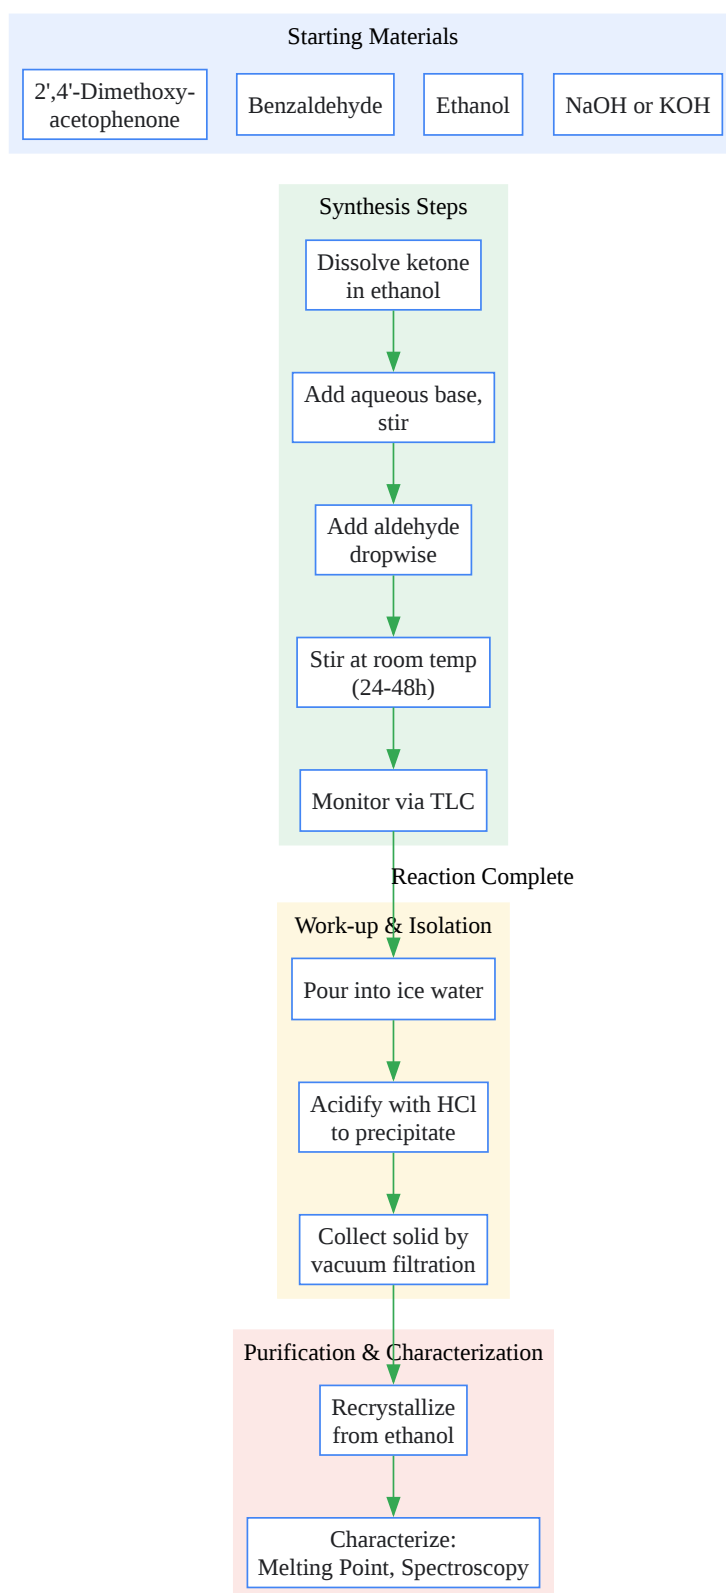 Starting Materials
2',4'-Dimethoxy-
acetophenone
Benzaldehyde
Ethanol
NaOH or KOH
Synthesis Steps
Dissolve ketone
in ethanol
Add aqueous base,
stir
Add aldehyde
dropwise
Stir at room temp
(24-48h)
Monitor via TLC
Reaction Complete
Work-up & Isolation
Pour into ice water
Acidify with HCl
to precipitate
Collect solid by
vacuum filtration
Purification & Characterization
Recrystallize
from ethanol
Characterize:
Melting Point, Spectroscopy